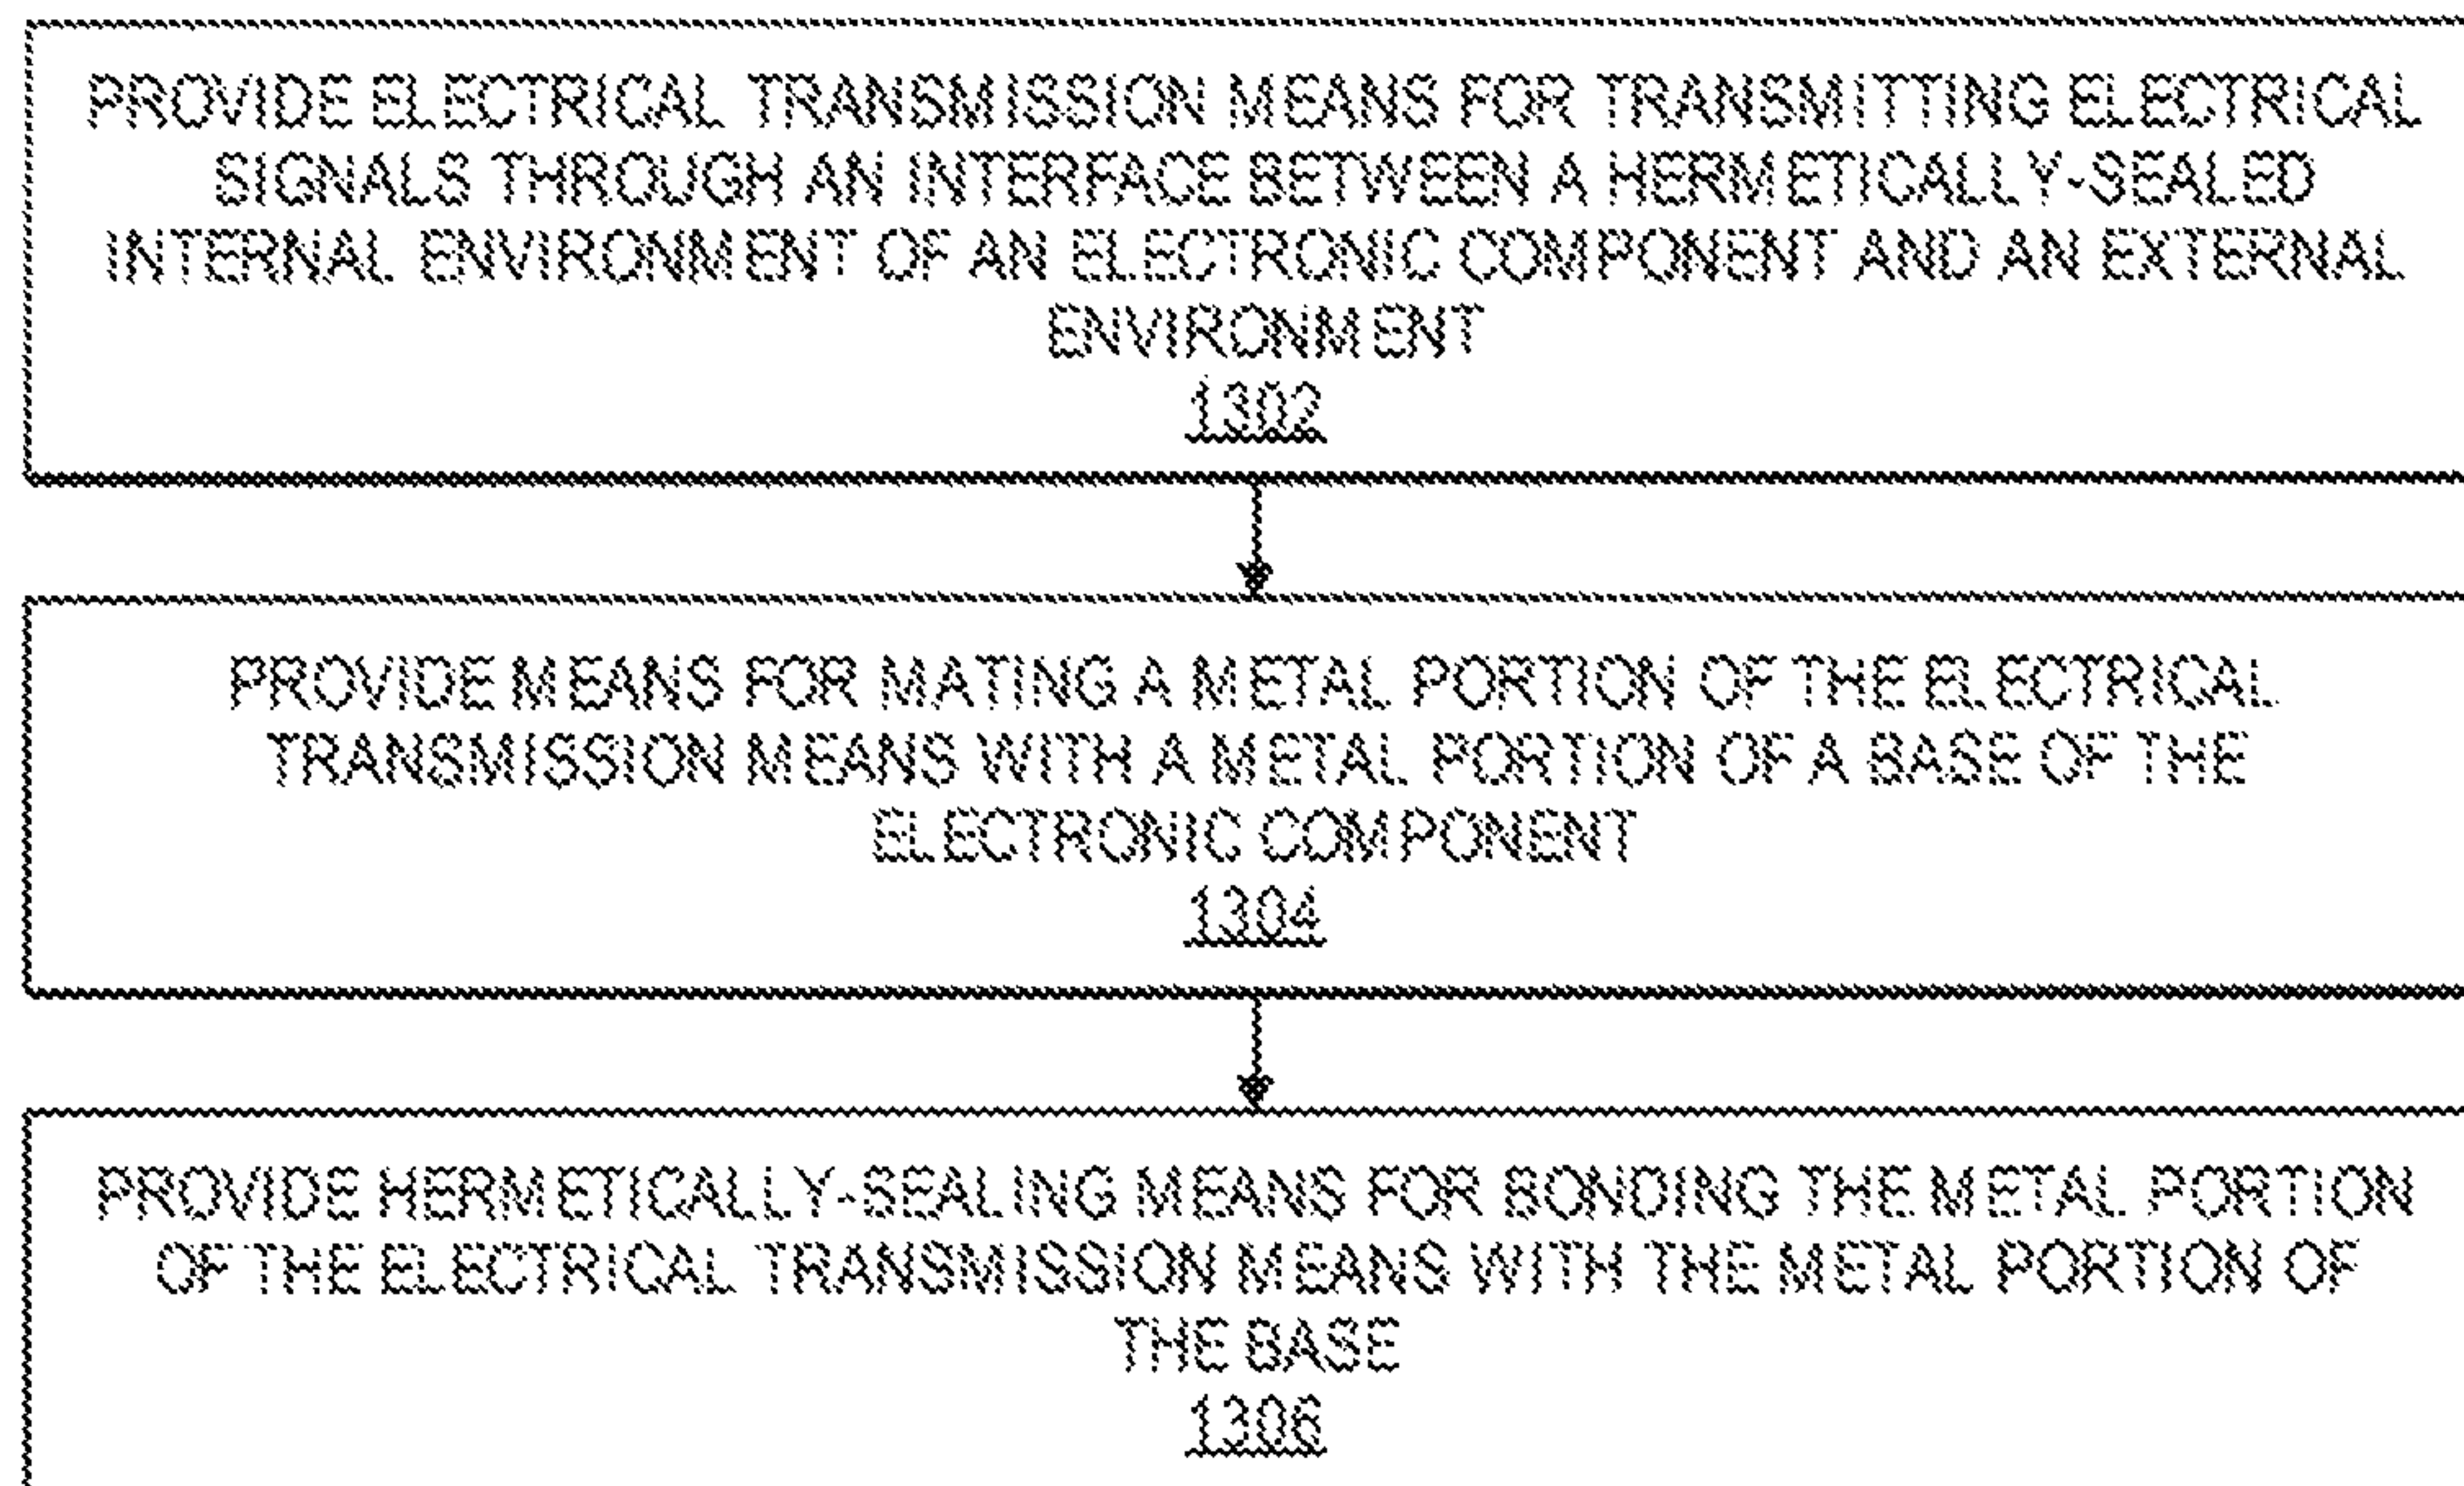 PROVIDE ELECTRICAL TRANSMISSION MEANS FOR TRANSMITTING ELECTRICAL
SIGNALS THROUGH AN INTERFACE BETWEEN A HERMETICALLY-SEALED
INTERNAL ENVIRONMENT OF AN ELECTRONIC COMPONENT AND AN EXTERNAL
ENVIRONMENT
1302
PROVIDE MEANS FOR MATING A METAL PORTION OF THE ELECTRICAL
TRANSMISSION MEANS WITH A METAL PORTION OF A BASE OF THE
ELECTRONIC COMPONENT
1304
PROVIDE HERMETICALLY-SEALING MEANS FOR BONDING THE METAL PORTION
OF THE ELECTRICAL TRANSMISSION MEANS WITH THE METAL PORTION OF
THE BASE
1306